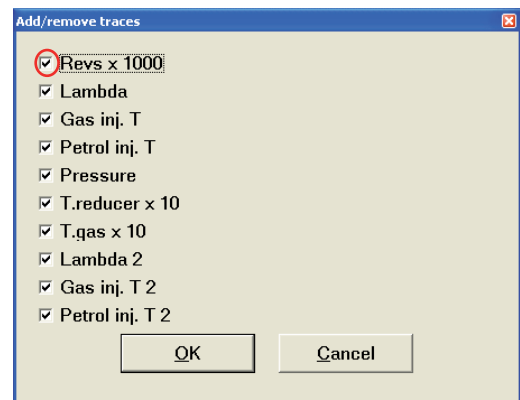 Add/remove traces
Revs x 1000
Lambda
Gas inj. T
Petrol inj. T
Pressure
T.reducer x 10
T.gas x 10
Lambda 2
Gas inj. T 2
Petrol inj. T 2
OK Cancel